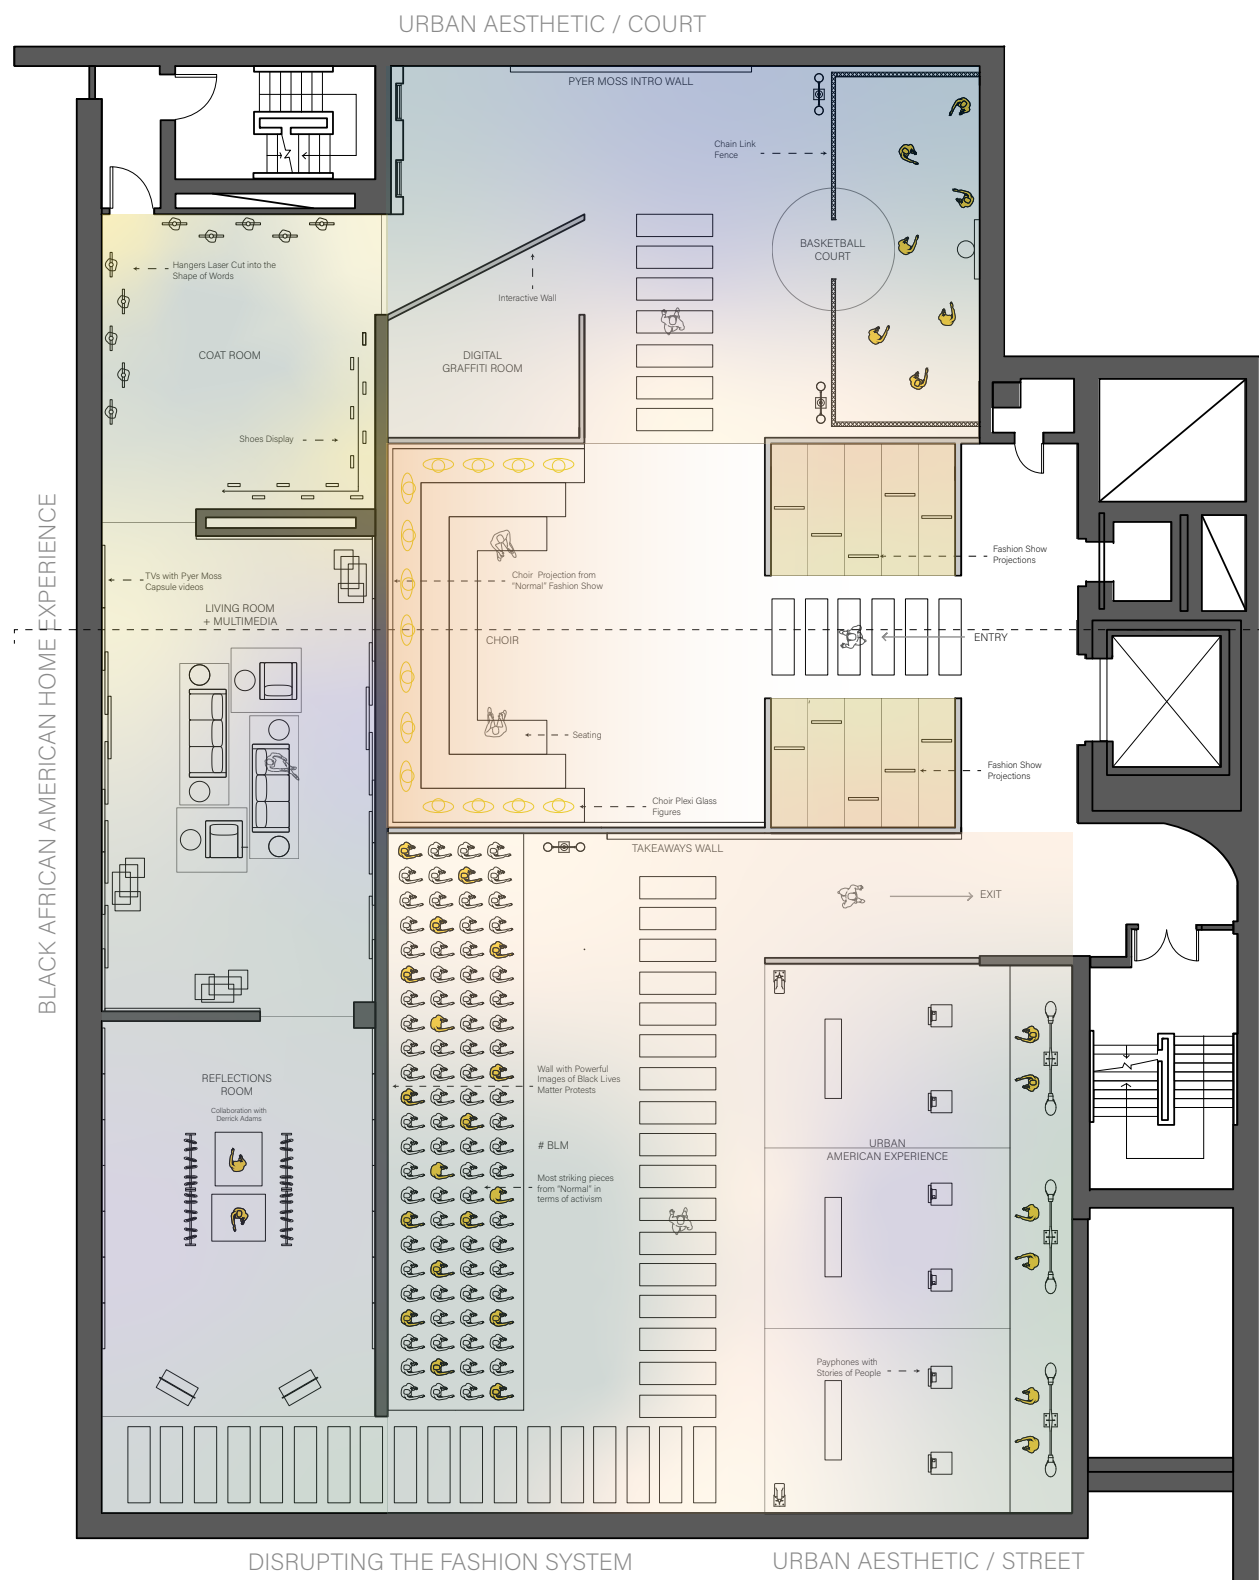 URBAN AESTHETIC / COURT
PYER MOSS INTRO WALL
Chain Link
Fence
BASKETBALL
COURT
Hangers Laser Cut into the
Shape of Words
Interactive Wall
COAT ROOM
DIGITAL
GRAFFITI ROOM
Shoes Display
BLACK AFRICAN AMERICAN HOME EXPERIENCE
TVs with Pyer Moss
Capsule videos
LIVING ROOM
+ MULTIMEDIA
Choir Projection from
"Normal" Fashion Show
Fashion Show
Projections
CHOIR
ENTRY
Seating
Fashion Show
Projections
Choir Plexi Glass
Figures
TAKEAWAYS WALL
EXIT
REFLECTIONS
ROOM
Collaboration with
Derrick Adams
Wall with Powerful
Images of Black Lives
Matter Protests
# BLM
Most striking pieces
from "Normal" in
terms of activism
URBAN
AMERICAN EXPERIENCE
Payphones with
Stories of People
DISRUPTING THE FASHION SYSTEM
URBAN AESTHETIC / STREET